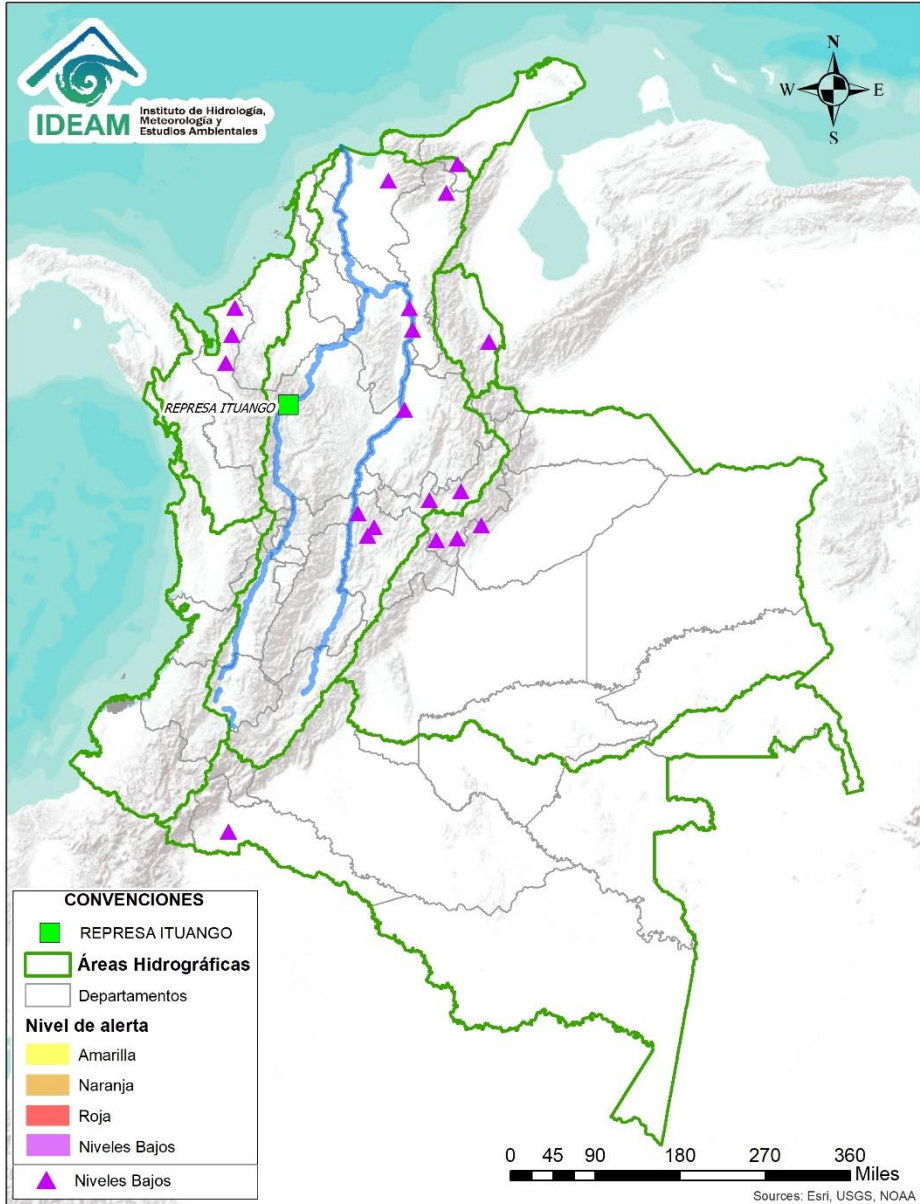 IDEAM
Instituto de Hidrología,
Meteorología y
Estudios Ambientales
N
W E
S
REPRESA ITUANGO
CONVENCIONES
REPRESA ITUANGO
Áreas Hidrográficas
Departamentos
Nivel de alerta
Amarilla
Naranja
Roja
Niveles Bajos
Niveles Bajos
0 45 90 180 270 360
Miles
Sources: Esri, USGS, NOAA